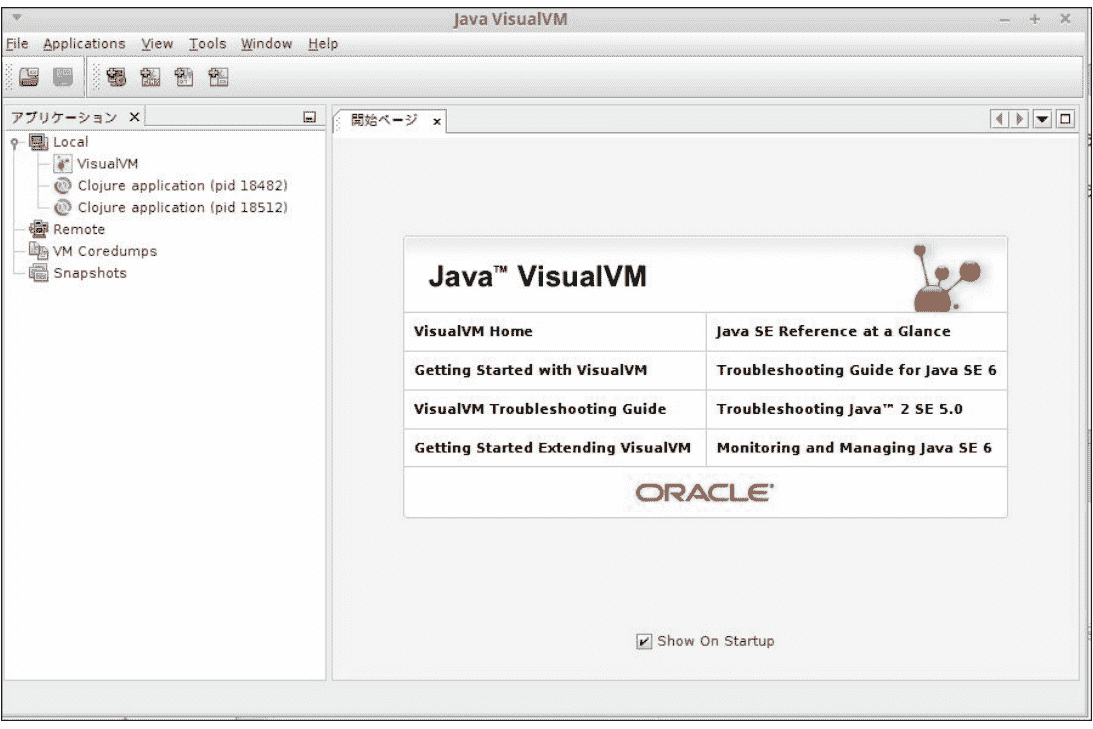 Java VisualVM
File Applications View Tools Window Help
アプリケーション
Local
VisualVM
Clojure application (pid 18482)
Clojure application (pid 18512)
Remote
VM Coredumps
Snapshots
開始ページ
Java™ VisualVM
VisualVM Home
Java SE Reference at a Glance
Getting Started with VisualVM
Troubleshooting Guide for Java SE 6
VisualVM Troubleshooting Guide
Troubleshooting Java™ 2 SE 5.0
Getting Started Extending VisualVM
Monitoring and Managing Java SE 6
ORACLE
Show On Startup